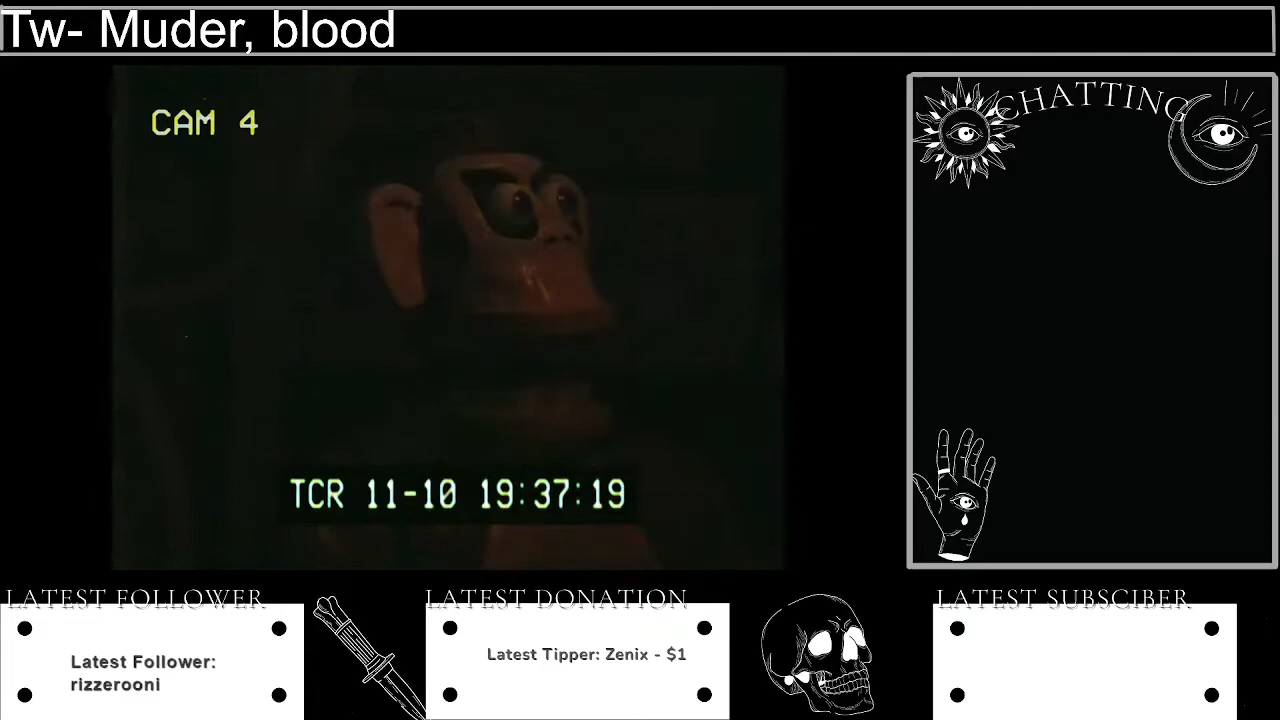 Tw- Muder, blood
CAM 4
CHATTING
TCR 11-10 19:37:19
LATEST FOLLOWER
LATEST DONATION
LATEST SUBSCIBER
Latest Follower:
rizzerooni
Latest Tipper: Zenix - $1